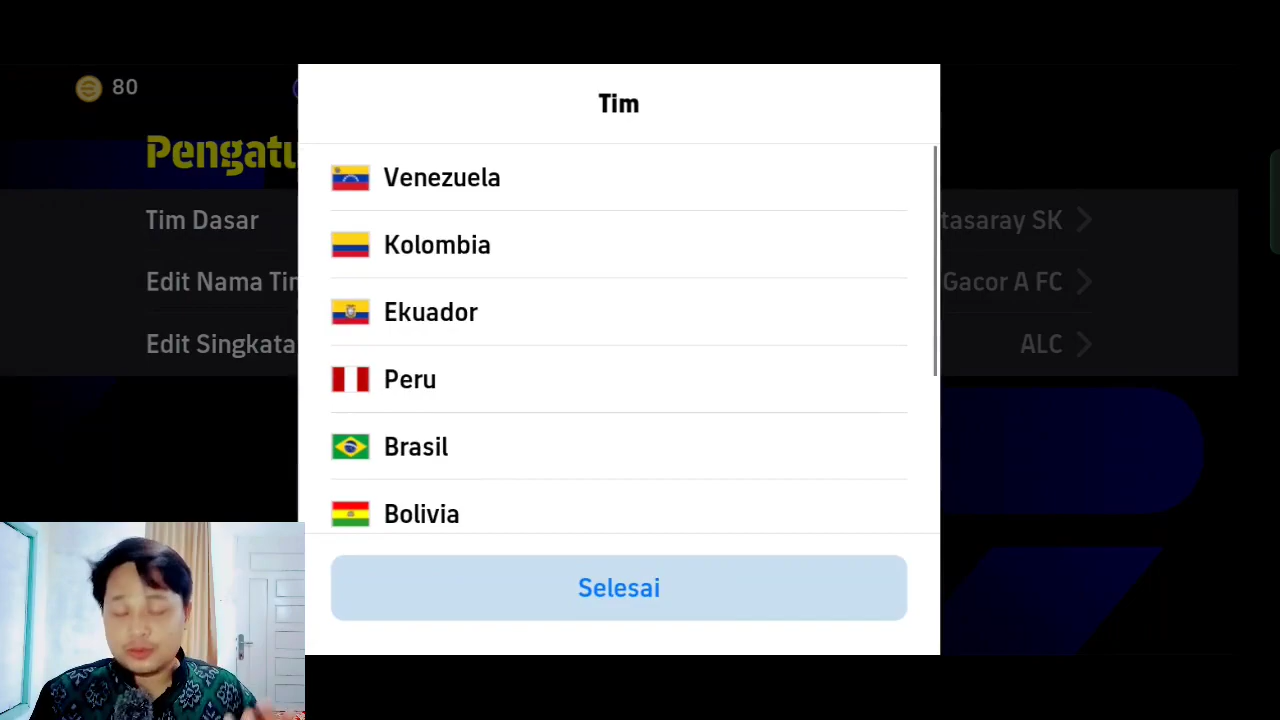 80
Tim
Pengatu
Venezuela
Tim Dasar
tasaray SK
Kolombia
Edit Nama Tin
Gacor A FC
Ekuador
Edit Singkata
ALC
Peru
Brasil
Bolivia
Selesai